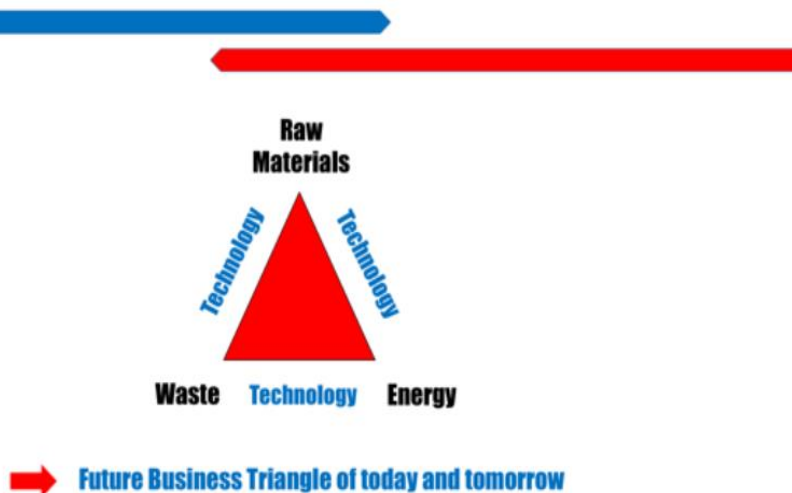 Raw
Materials
Technology
Technology
Waste Technology Energy
Future Business Triangle of today and tomorrow